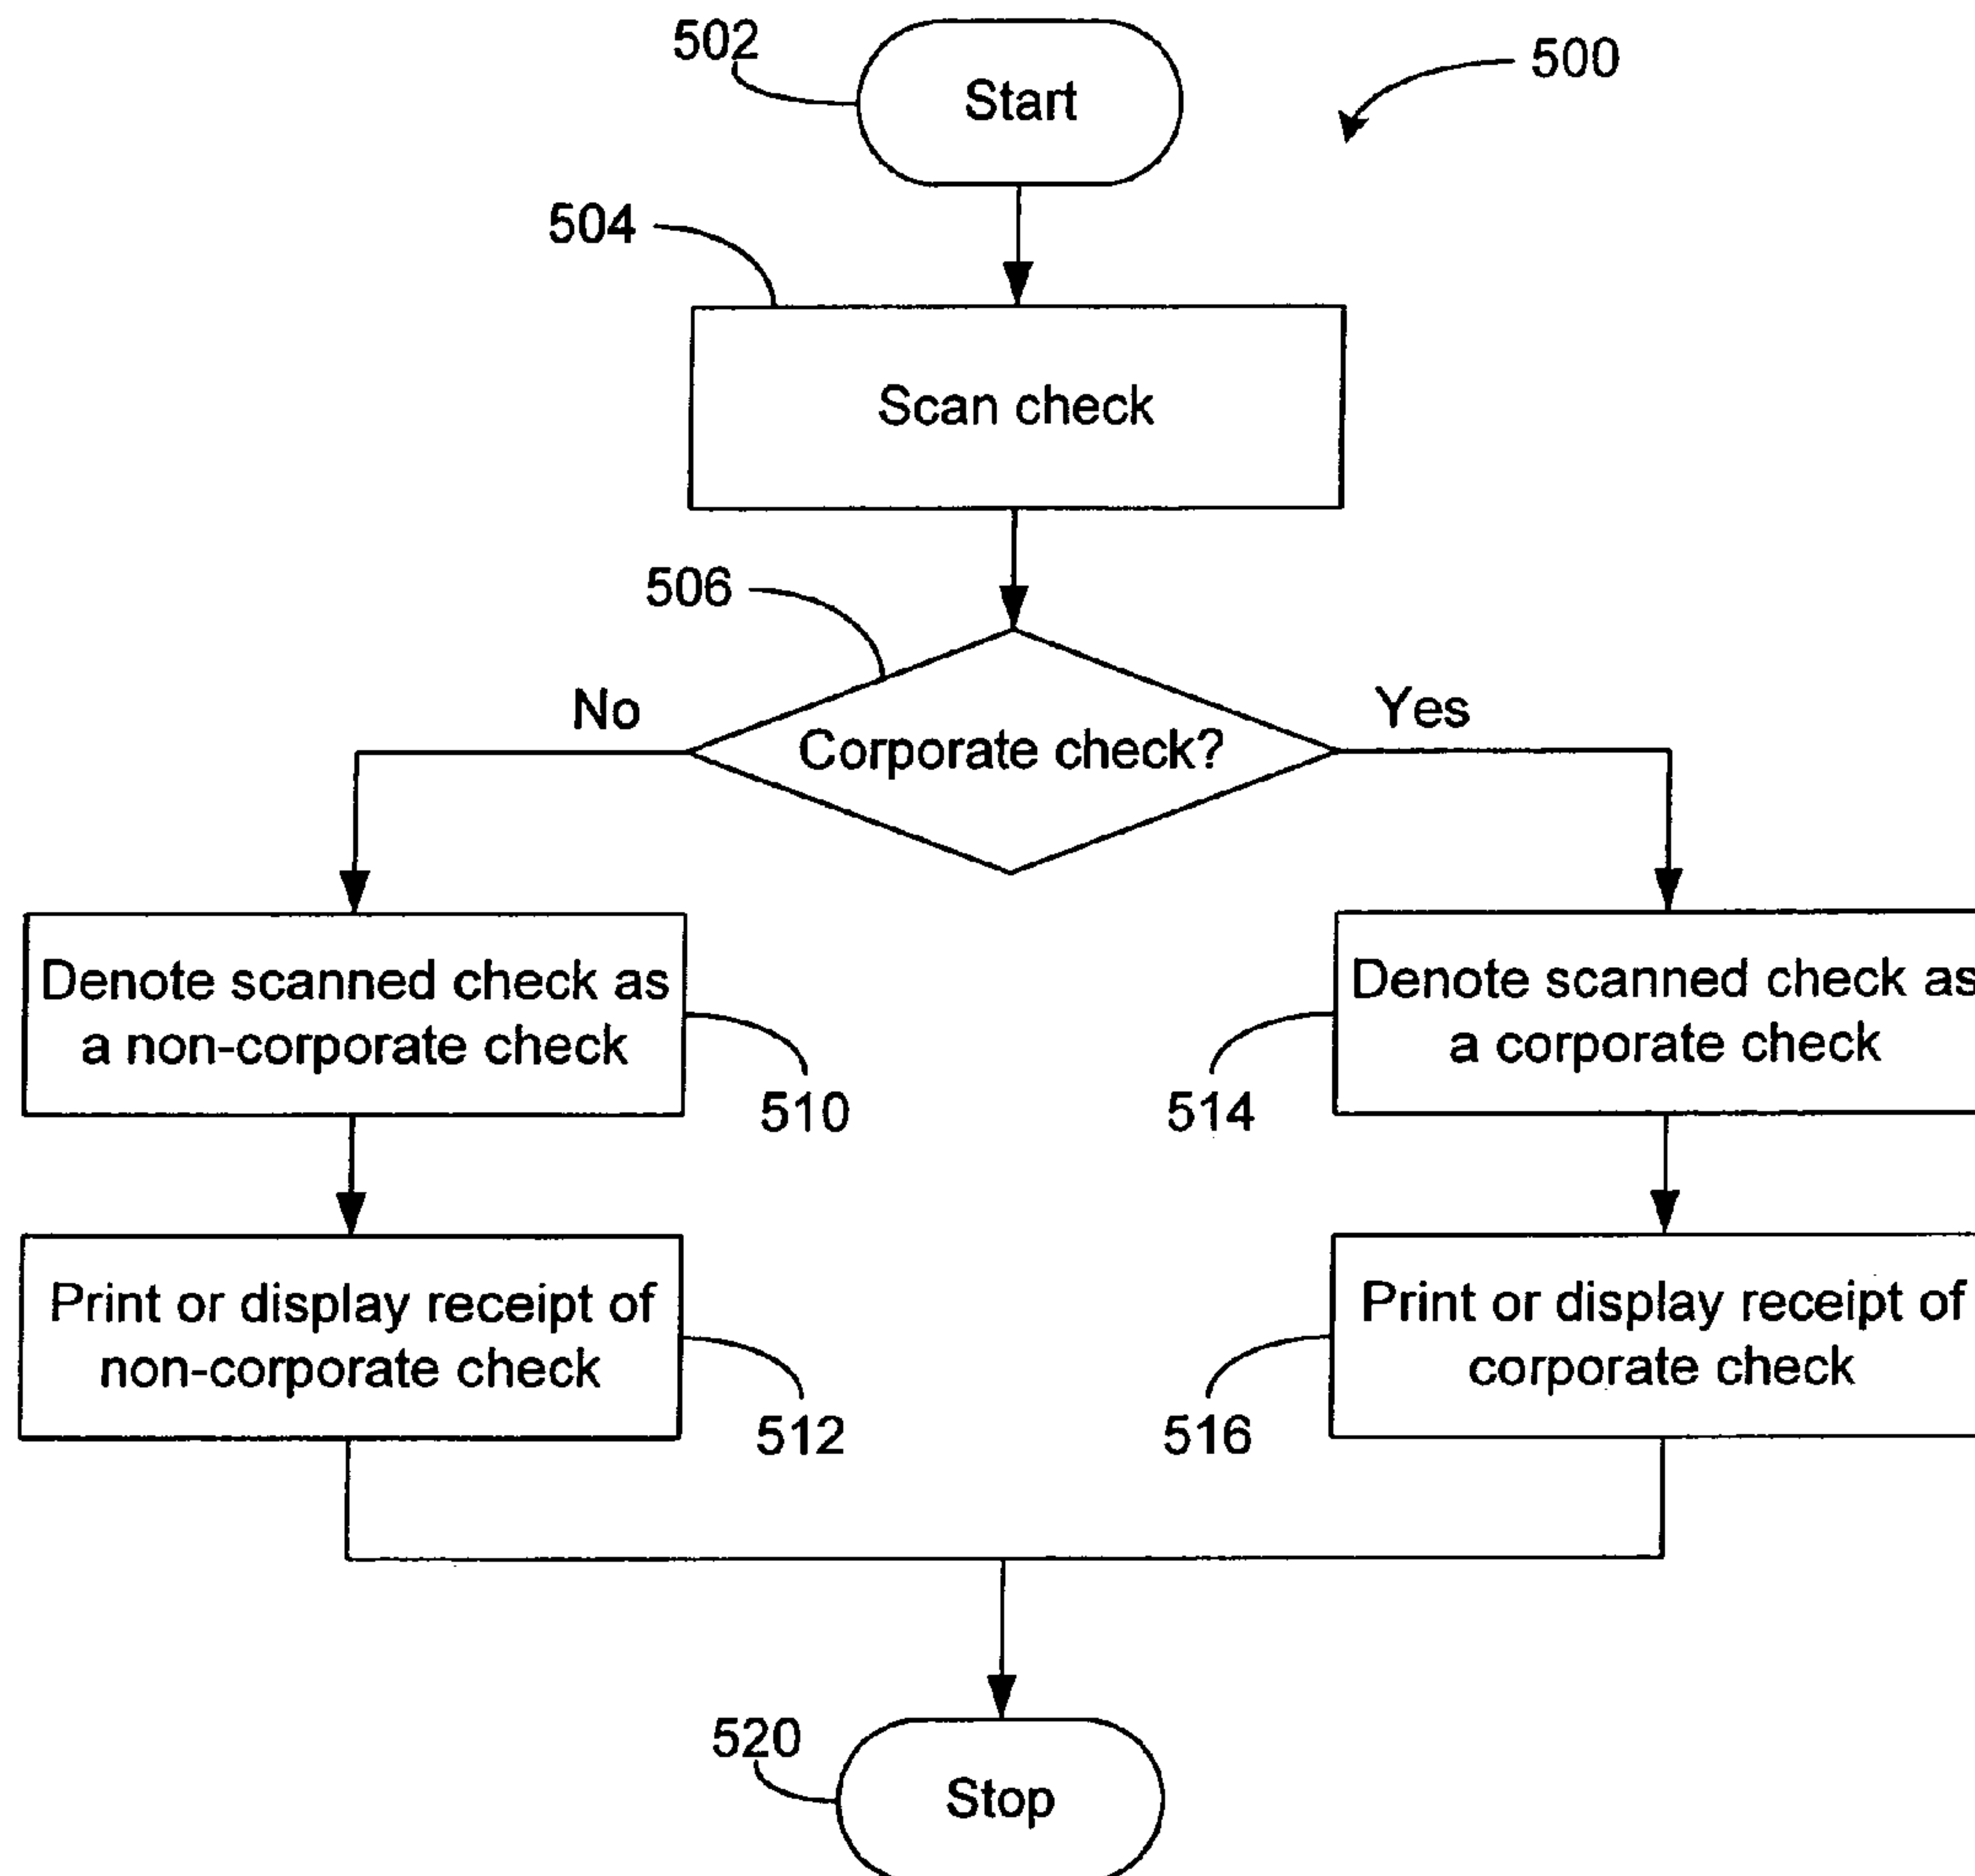 502
Start
500
504
Scan check
506
No
Corporate check?
Yes
Denote scanned check as
a non-corporate check
510
Denote scanned check as
a corporate check
514
Print or display receipt of
non-corporate check
512
Print or display receipt of
corporate check
516
520
Stop